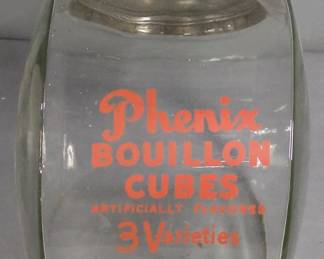 Phenix
BOUILLON
CUBES
ARTIFICIALLY FLAVORED
3 Varieties